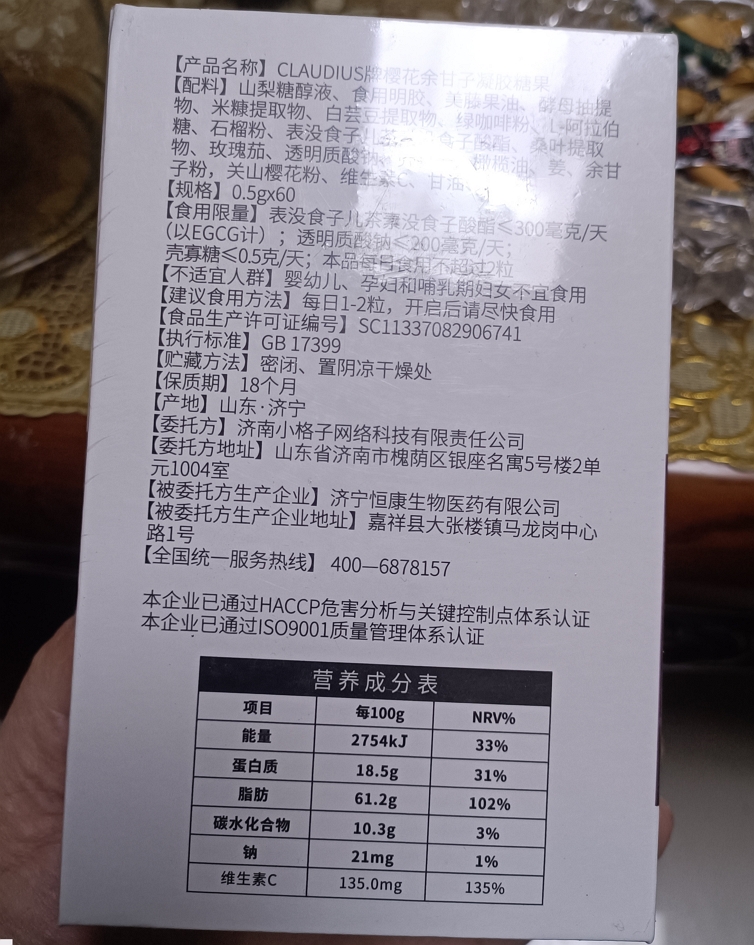 【产品名称】CLAUDIUS牌樱花余甘子凝胶糖果
【配料】山梨糖醇液、食用明胶、美藤果油、酵母抽提
物、米糠提取物、白芸豆提取物、绿咖啡粉、L-阿拉伯
糖、石榴粉、表没食子儿茶 食子酸酯、桑叶提取
物、玫瑰茄、透明质酸钠、 橄榄油、姜、余甘
子粉，关山樱花粉、维生素C、甘油、
【规格】0.5gx60
【食用限量】表没食子儿茶素没食子酸酯≤300毫克/天
（以EGCG计）；透明质酸钠≤200毫克/天；
壳寡糖≤0.5克/天；本品每日食用不超过2粒
【不适宜人群】婴幼儿、孕妇和哺乳期妇女不宜食用
【建议食用方法】每日1-2粒，开启后请尽快食用
【食品生产许可证编号】SC11337082906741
【执行标准】GB 17399
【贮藏方法】密闭、置阴凉干燥处
【保质期】18个月
【产地】山东·济宁
【委托方】济南小格子网络科技有限责任公司
【委托方地址】山东省济南市槐荫区银座名寓5号楼2单
元1004室
【被委托方生产企业】济宁恒康生物医药有限公司
【被委托方生产企业地址】嘉祥县大张楼镇马龙岗中心
路1号
【全国统一服务热线】 400—6878157
本企业已通过HACCP危害分析与关键控制点体系认证
本企业已通过ISO9001质量管理体系认证
营养成分表
项目 每100g NRV%
能量 2754kJ 33%
蛋白质 18.5g 31%
脂肪 61.2g 102%
碳水化合物 10.3g 3%
钠 21mg 1%
维生素C 135.0mg 135%